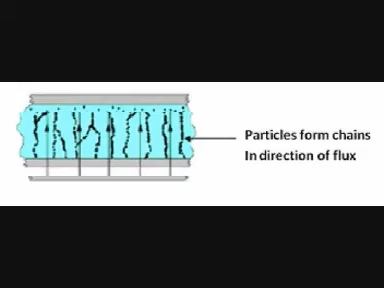 Particles form chains
In direction of flux